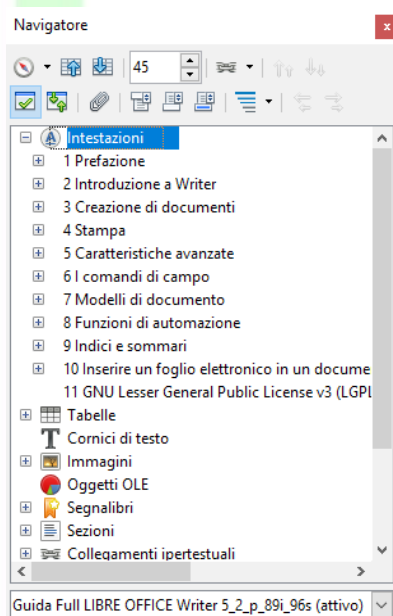 Navigatore
x
45
Intestazioni
1 Prefazione
2 Introduzione a Writer
3 Creazione di documenti
4 Stampa
5 Caratteristiche avanzate
6 I comandi di campo
7 Modelli di documento
8 Funzioni di automazione
9 Indici e sommari
10 Inserire un foglio elettronico in un docume
11 GNU Lesser General Public License v3 (LGPL
Tabelle
Cornici di testo
Immagini
Oggetti OLE
Segnalibri
Sezioni
Collegamenti ipertestuali
Guida Full LIBRE OFFICE Writer 5_2_p_89i_96s (attivo)